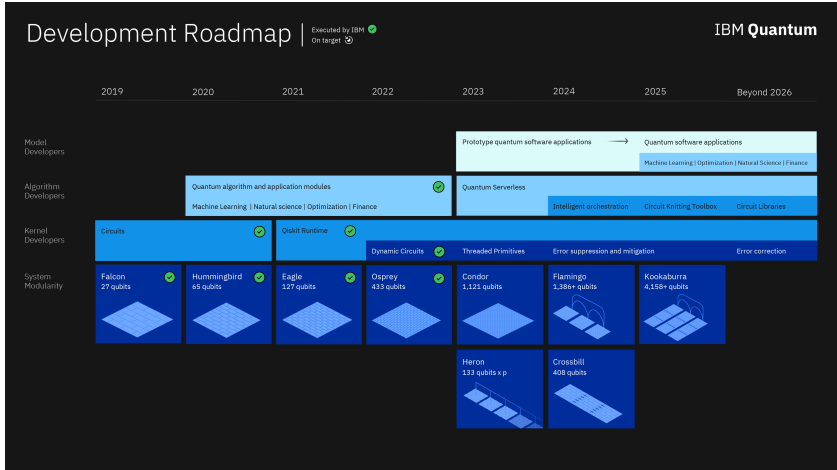 Development Roadmap
Executed by IBM
On target
IBM Quantum
2019 2020 2021 2022 2023 2024 2025 Beyond 2026
Model
Developers
Prototype quantum software applications → Quantum software applications
Machine Learning | Optimization | Natural Science | Finance
Algorithm
Developers
Quantum algorithm and application modules
Machine Learning | Natural science | Optimization | Finance
Quantum Serverless
Intelligent orchestration Circuit Knitting Toolbox Circuit Libraries
Kernel
Developers
Circuits
Qiskit Runtime
Dynamic Circuits Threaded Primitives Error suppression and mitigation Error correction
System
Modularity
Falcon
27 qubits
Hummingbird
65 qubits
Eagle
127 qubits
Osprey
433 qubits
Condor
1,121 qubits
Flamingo
1,386+ qubits
Kookaburra
4,158+ qubits
Heron
133 qubits x p
Crossbill
408 qubits